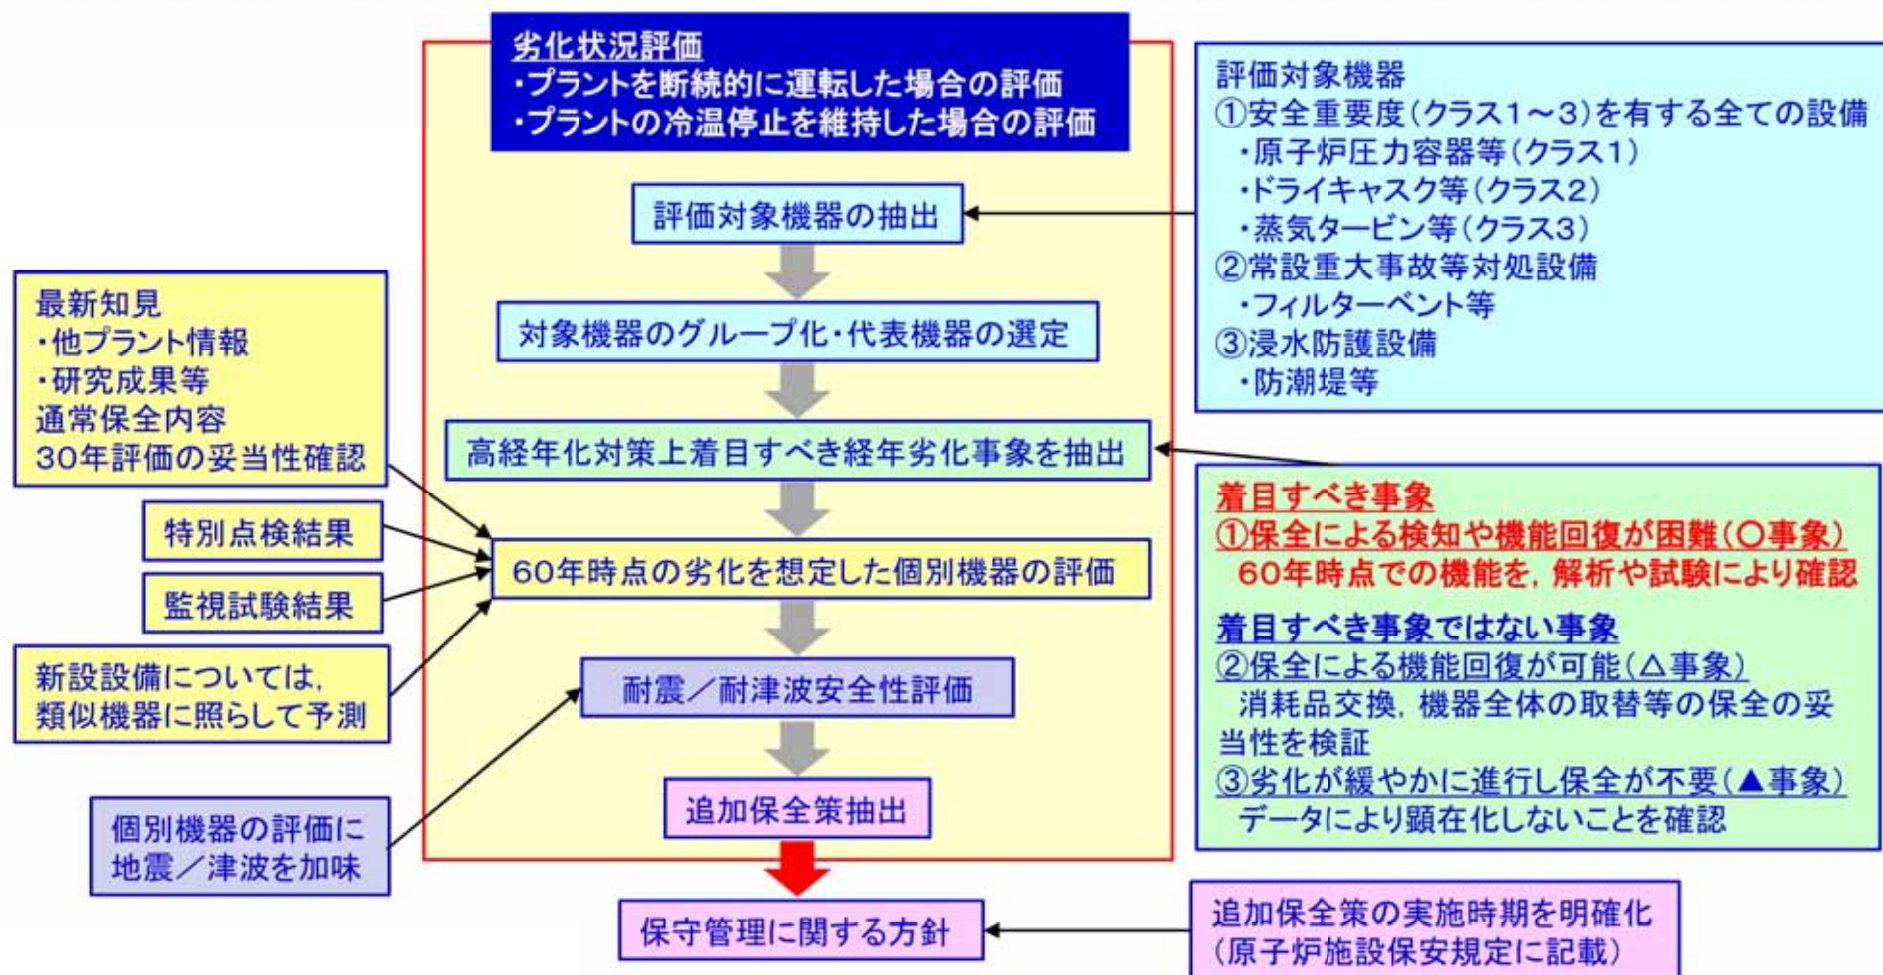 劣化状況評価
・プラントを断続的に運転した場合の評価
・プラントの冷温停止を維持した場合の評価
評価対象機器の抽出
対象機器のグループ化・代表機器の選定
高経年化対策上着目すべき経年劣化事象を抽出
60年時点の劣化を想定した個別機器の評価
耐震／耐津波安全性評価
追加保全策抽出
保守管理に関する方針
評価対象機器
①安全重要度(クラス1～3)を有する全ての設備
・原子炉圧力容器等(クラス1)
・ドライキャスク等(クラス2)
・蒸気タービン等(クラス3)
②常設重大事故等対処設備
・フィルターベント等
③浸水防護設備
・防潮堤等
着目すべき事象
①保全による検知や機能回復が困難(○事象)
60年時点での機能を，解析や試験により確認
着目すべき事象ではない事象
②保全による機能回復が可能(△事象)
消耗品交換，機器全体の取替等の保全の妥
当性を検証
③劣化が緩やかに進行し保全が不要(▲事象)
データにより顕在化しないことを確認
最新知見
・他プラント情報
・研究成果等
通常保全内容
30年評価の妥当性確認
特別点検結果
監視試験結果
新設設備については，
類似機器に照らして予測
個別機器の評価に
地震／津波を加味
追加保全策の実施時期を明確化
(原子炉施設保安規定に記載)